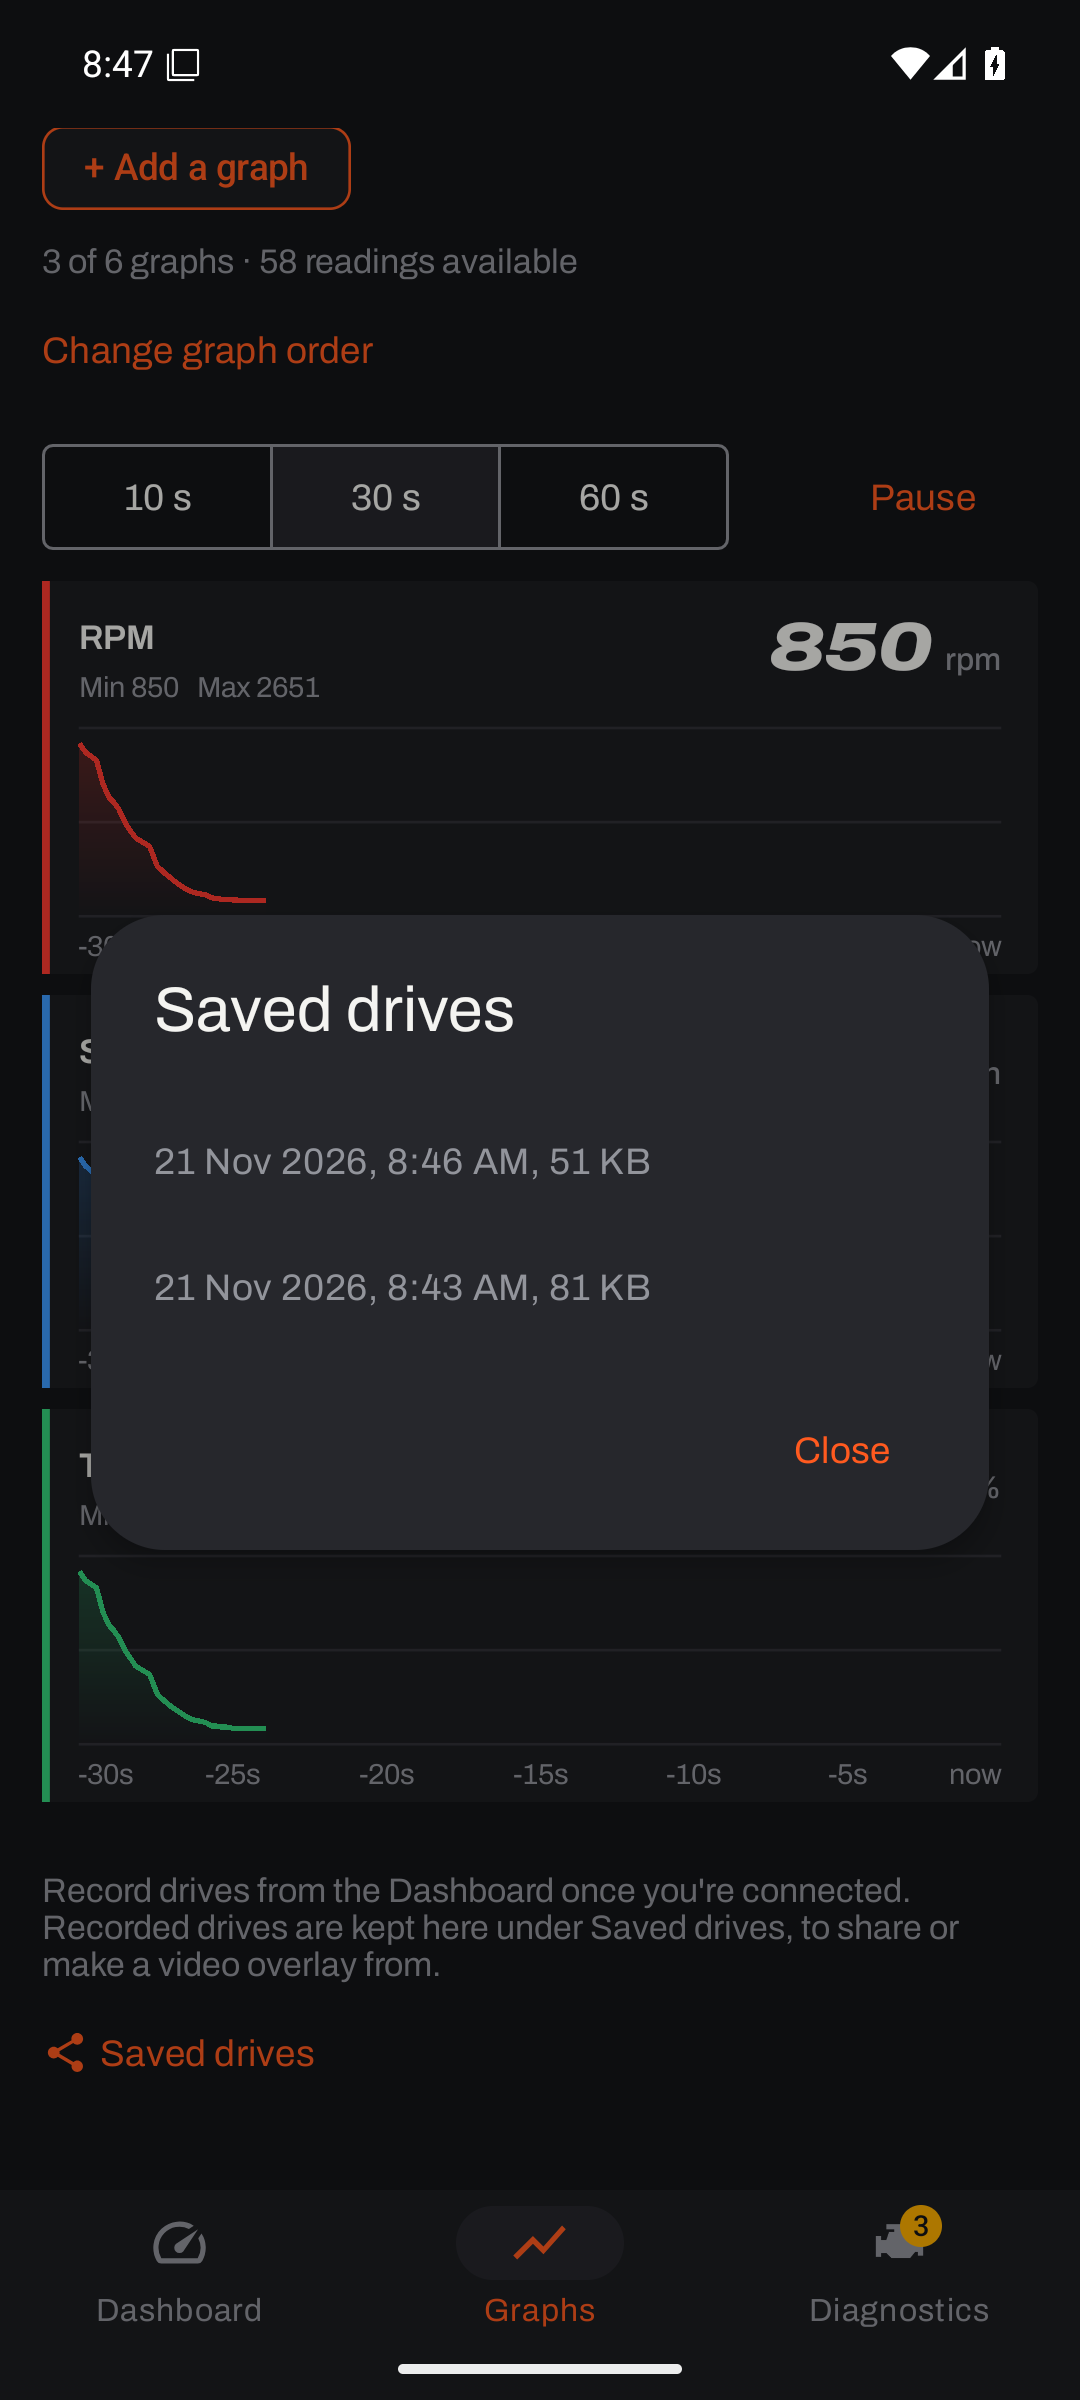 8:47
+ Add a graph
3 of 6 graphs · 58 readings available
Change graph order
10 s
30 s
60 s
Pause
RPM
850 rpm
Min 850 Max 2651
Saved drives
21 Nov 2026, 8:46 AM, 51 KB
21 Nov 2026, 8:43 AM, 81 KB
Close
-30s -25s -20s -15s -10s -5s now
Record drives from the Dashboard once you're connected.
Recorded drives are kept here under Saved drives, to share or
make a video overlay from.
Saved drives
3
Dashboard
Graphs
Diagnostics